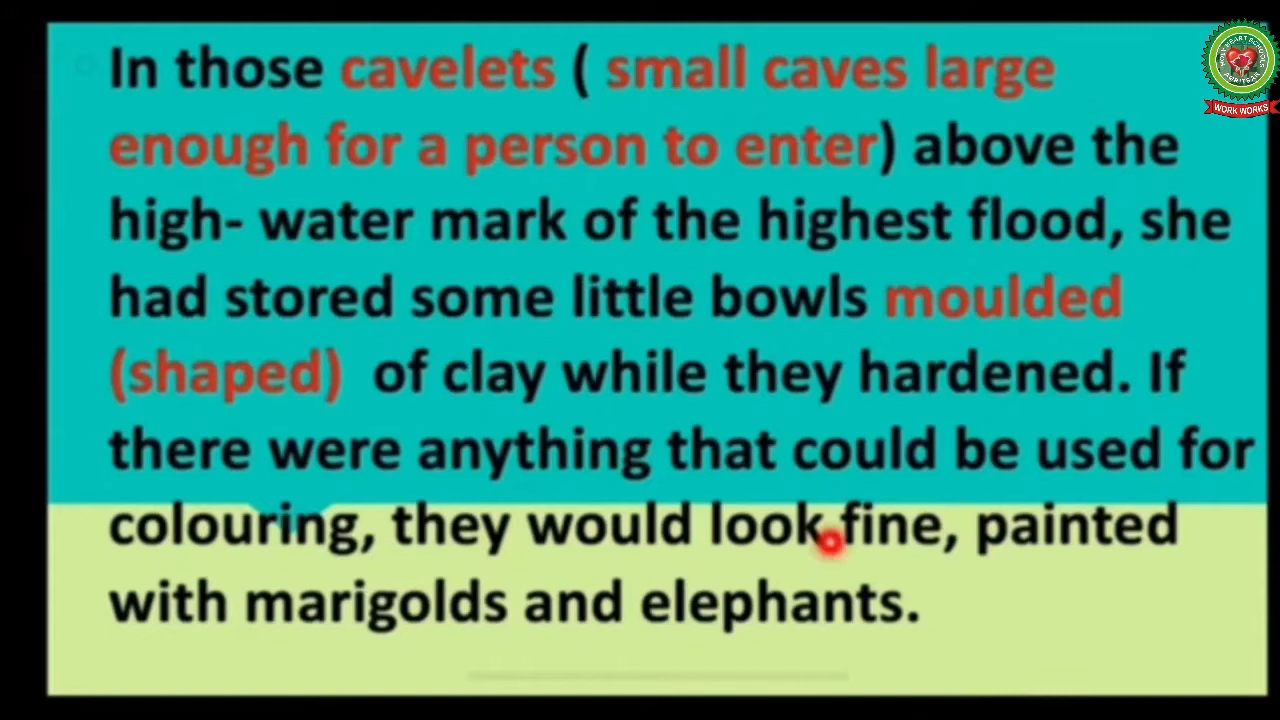 In those cavelets ( small caves large
enough for a person to enter) above the
high- water mark of the highest flood, she
had stored some little bowls moulded
(shaped) of clay while they hardened. If
there were anything that could be used for
colouring, they would look fine, painted
with marigolds and elephants.
WORK WORKS